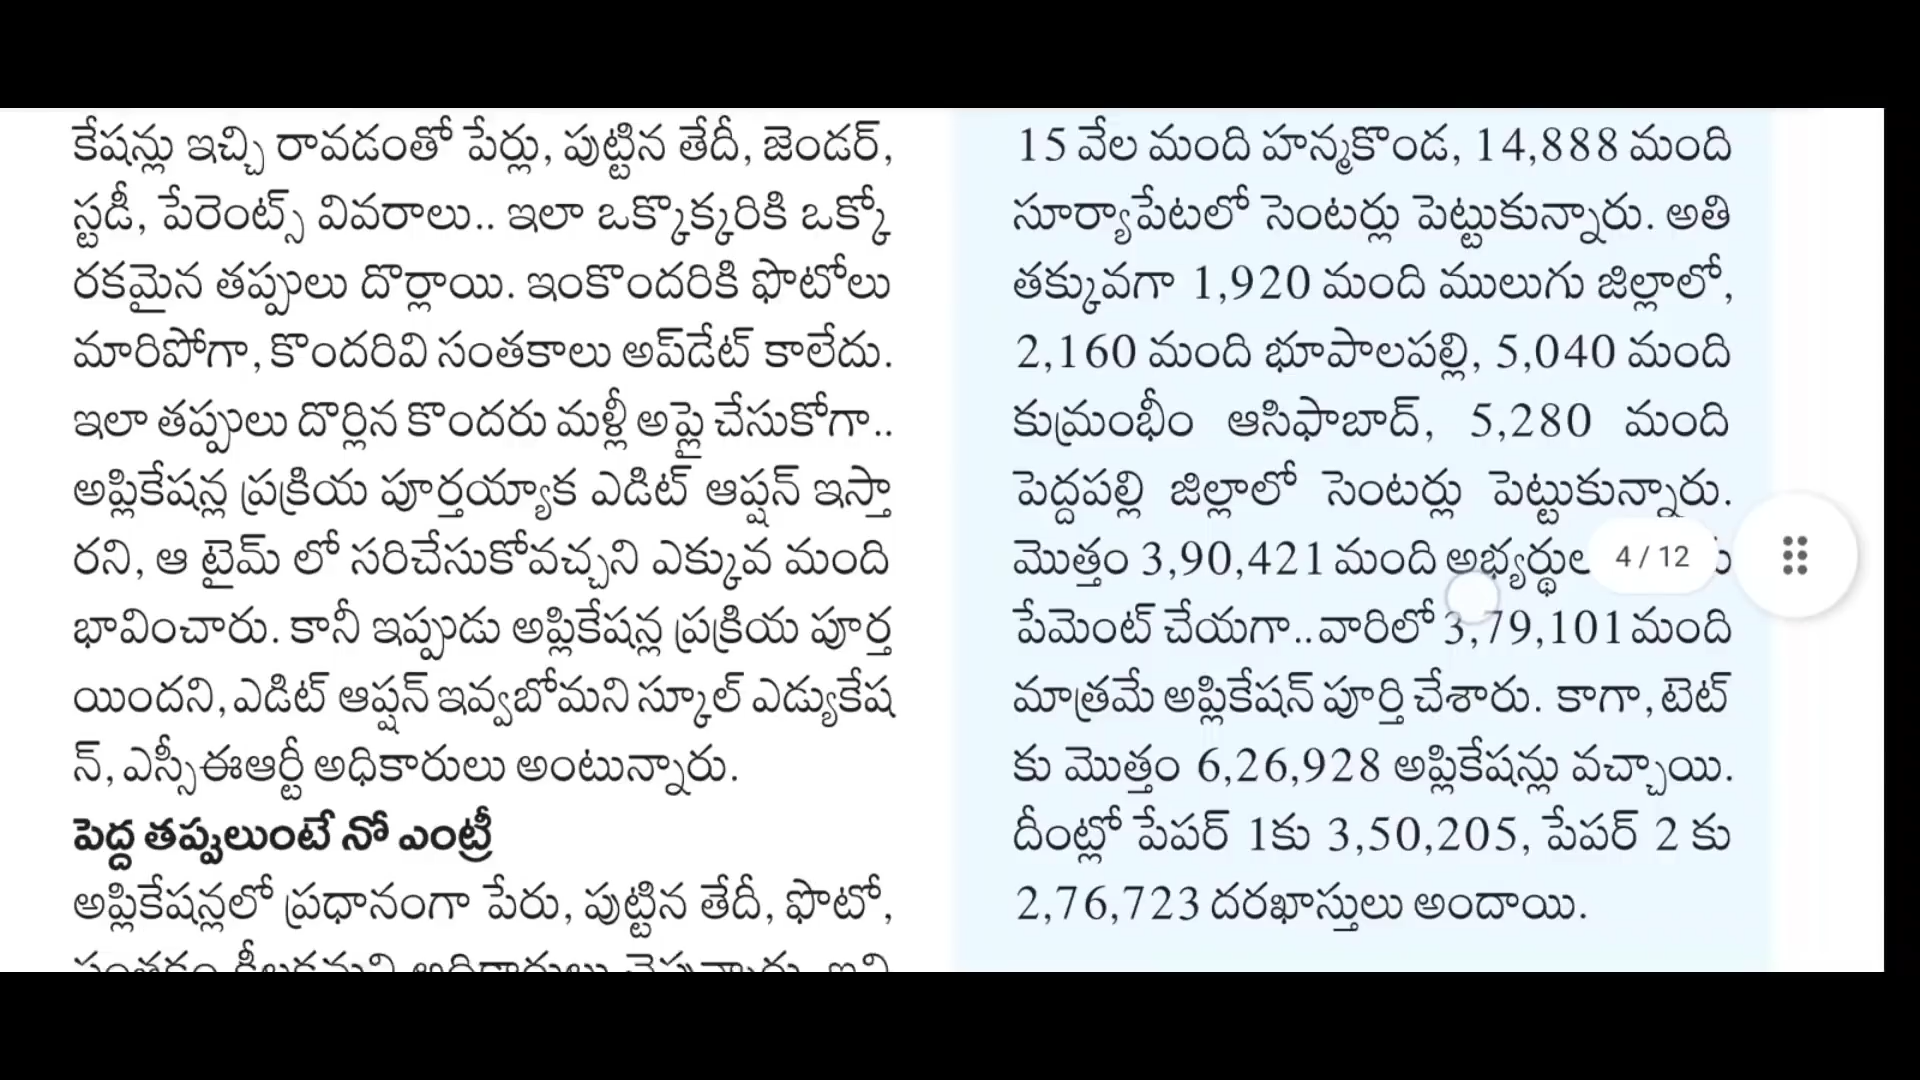 కేషన్లు ఇచ్చి రావడంతో పేర్లు, పుట్టిన తేదీ, జెండర్,
స్టడీ, పేరెంట్స్ వివరాలు.. ఇలా ఒక్కొక్కరికి ఒక్కో
రకమైన తప్పులు దొర్లాయి. ఇంకొందరికి ఫొటోలు
మారిపోగా, కొందరివి సంతకాలు అప్‌డేట్ కాలేదు.
ఇలా తప్పులు దొర్లిన కొందరు మళ్లీ అప్లై చేసుకోగా..
అప్లికేషన్ల ప్రక్రియ పూర్తయ్యాక ఎడిట్ ఆప్షన్ ఇస్తా
రని, ఆ టైమ్ లో సరిచేసుకోవచ్చని ఎక్కువ మంది
భావించారు. కానీ ఇప్పుడు అప్లికేషన్ల ప్రక్రియ పూర్త
యిందని, ఎడిట్ ఆప్షన్ ఇవ్వబోమని స్కూల్ ఎడ్యుకేష
న్, ఎస్సీఈఆర్టీ అధికారులు అంటున్నారు.
పెద్ద తప్పులుంటే నో ఎంట్రీ
అప్లికేషన్లలో ప్రధానంగా పేరు, పుట్టిన తేదీ, ఫొటో,
15 వేల మంది హన్మకొండ, 14,888 మంది
సూర్యాపేటలో సెంటర్లు పెట్టుకున్నారు. అతి
తక్కువగా 1,920 మంది ములుగు జిల్లాలో,
2,160 మంది భూపాలపల్లి, 5,040 మంది
కుమ్రంభీం ఆసిఫాబాద్, 5,280 మంది
పెద్దపల్లి జిల్లాలో సెంటర్లు పెట్టుకున్నారు.
మొత్తం 3,90,421 మంది
పేమెంట్ చేయగా..వారిలో 3,79,101 మంది
మాత్రమే అప్లికేషన్ పూర్తి చేశారు. కాగా, టెట్
కు మొత్తం 6,26,928 అప్లికేషన్లు వచ్చాయి.
దీంట్లో పేపర్ 1కు 3,50,205, పేపర్ 2 కు
2,76,723 దరఖాస్తులు అందాయి.
4 / 12